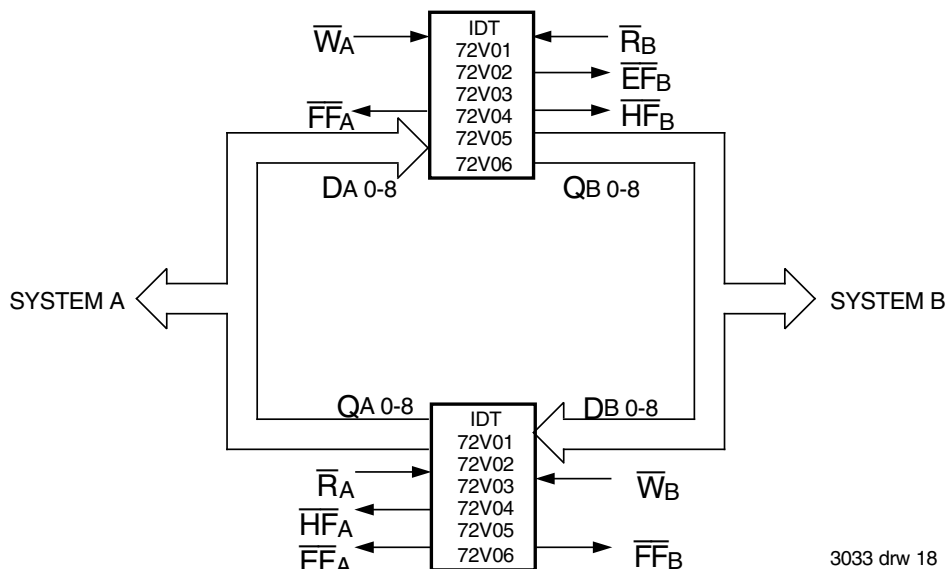 IDT
72V01
72V02
72V03
72V04
72V05
72V06
W̅A
R̅B
E̅F̅B
F̅F̅A
H̅F̅B
DA 0-8
QB 0-8
SYSTEM A
SYSTEM B
QA 0-8
DB 0-8
IDT
72V01
72V02
72V03
72V04
72V05
72V06
R̅A
W̅B
H̅F̅A
E̅F̅A
F̅F̅B
3033 drw 18